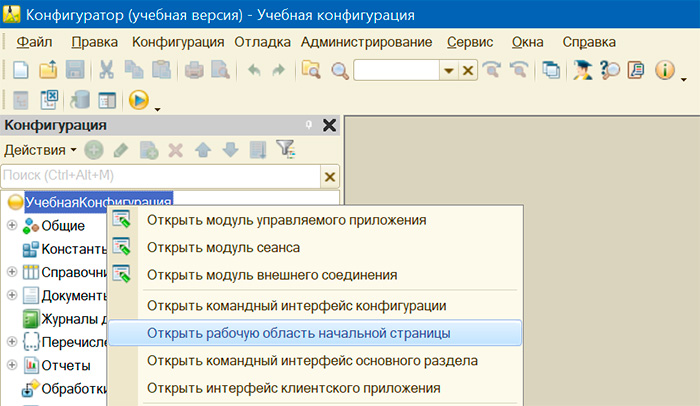 Конфигуратор (учебная версия) - Учебная конфигурация
Файл Правка Конфигурация Отладка Администрирование Сервис Окна Справка
Конфигурация
Действия
Поиск (Ctrl+Alt+M)
УчебнаяКонфигурация
Общие
Константы
Справочни
Документы
Журналы д
Перечисле
Отчеты
Обработки
Открыть модуль управляемого приложения
Открыть модуль сеанса
Открыть модуль внешнего соединения
Открыть командный интерфейс конфигурации
Открыть рабочую область начальной страницы
Открыть командный интерфейс основного раздела
Открыть интерфейс клиентского приложения